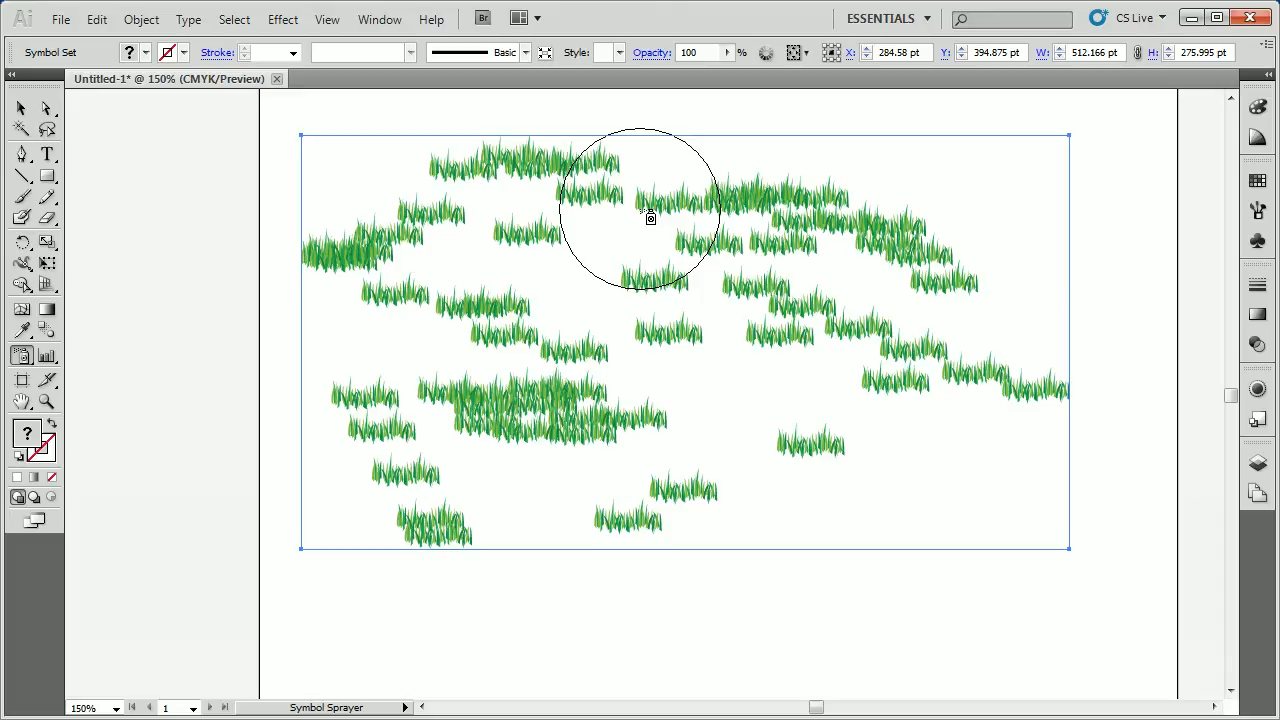 Ai File Edit Object Type Select Effect View Window Help Br ESSENTIALS CS Live
Symbol Set ? Stroke: Basic Style: Opacity: 100 % X: 284.58 pt Y: 394.875 pt W: 512.166 pt H: 275.995 pt
Untitled-1* @ 150% (CMYK/Preview)
T
?
150% 1 Symbol Sprayer